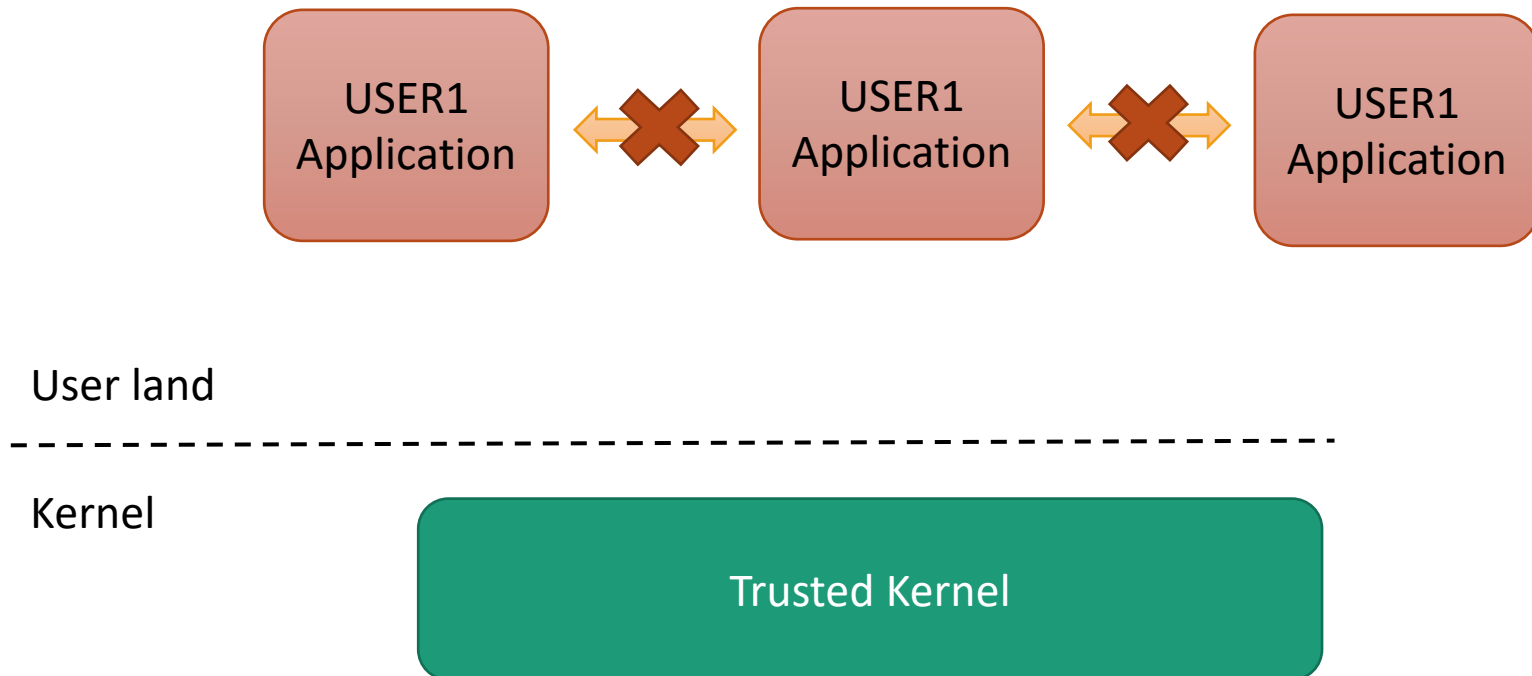 USER1
Application
USER1
Application
USER1
Application
User land
Kernel
Trusted Kernel